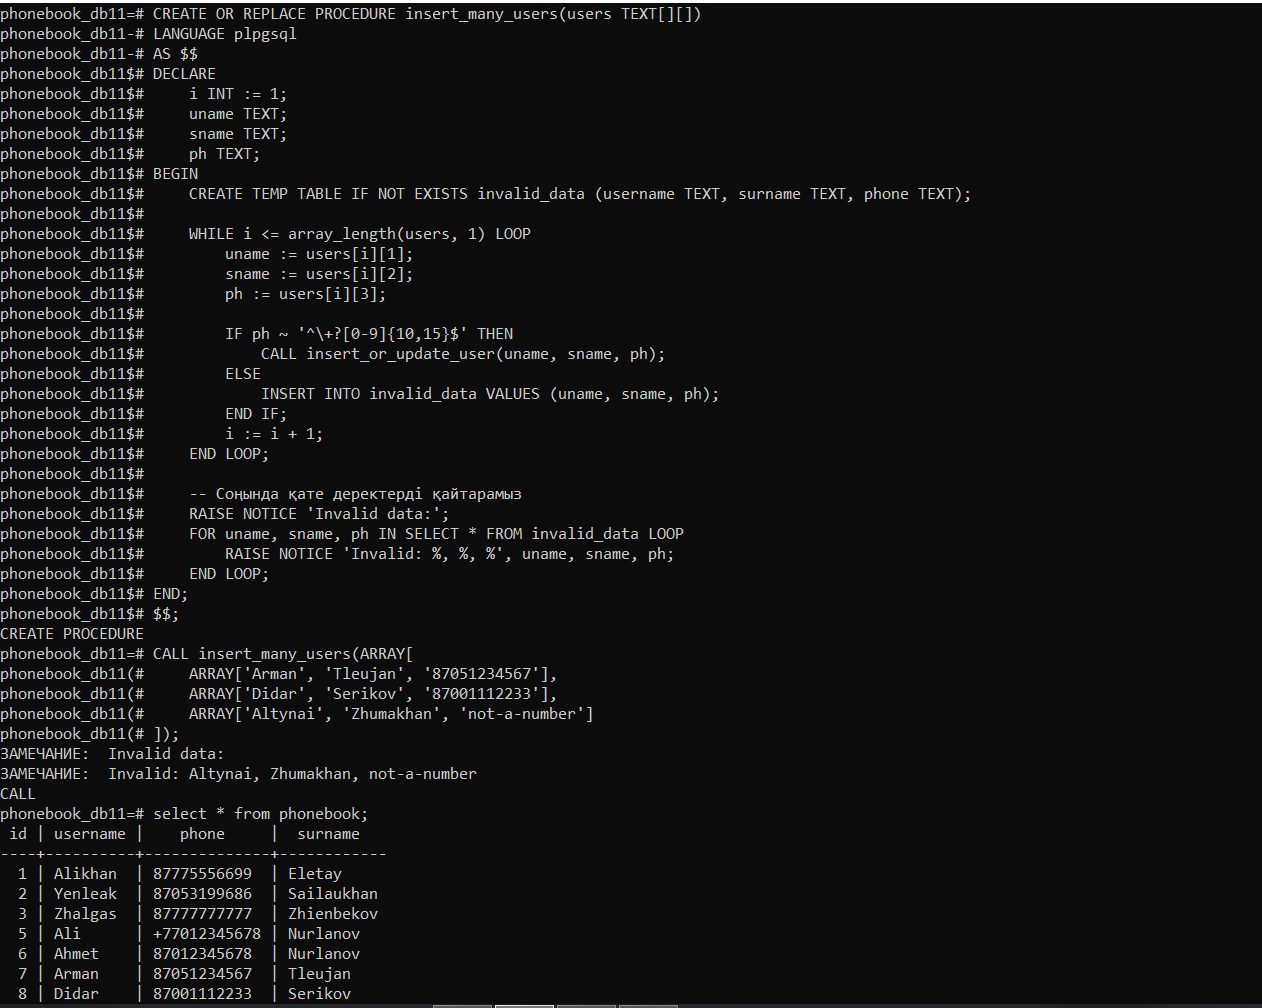 phonebook_db11=# CREATE OR REPLACE PROCEDURE insert_many_users(users TEXT[][])
phonebook_db11-# LANGUAGE plpgsql
phonebook_db11-# AS $$
phonebook_db11$# DECLARE
phonebook_db11$#     i INT := 1;
phonebook_db11$#     uname TEXT;
phonebook_db11$#     sname TEXT;
phonebook_db11$#     ph TEXT;
phonebook_db11$# BEGIN
phonebook_db11$#     CREATE TEMP TABLE IF NOT EXISTS invalid_data (username TEXT, surname TEXT, phone TEXT);
phonebook_db11$#
phonebook_db11$#     WHILE i <= array_length(users, 1) LOOP
phonebook_db11$#         uname := users[i][1];
phonebook_db11$#         sname := users[i][2];
phonebook_db11$#         ph := users[i][3];
phonebook_db11$#
phonebook_db11$#         IF ph ~ '^\+?[0-9]{10,15}$' THEN
phonebook_db11$#             CALL insert_or_update_user(uname, sname, ph);
phonebook_db11$#         ELSE
phonebook_db11$#             INSERT INTO invalid_data VALUES (uname, sname, ph);
phonebook_db11$#         END IF;
phonebook_db11$#         i := i + 1;
phonebook_db11$#     END LOOP;
phonebook_db11$#
phonebook_db11$#     -- Соңында қате деректерді қайтарамыз
phonebook_db11$#     RAISE NOTICE 'Invalid data:';
phonebook_db11$#     FOR uname, sname, ph IN SELECT * FROM invalid_data LOOP
phonebook_db11$#         RAISE NOTICE 'Invalid: %, %, %', uname, sname, ph;
phonebook_db11$#     END LOOP;
phonebook_db11$# END;
phonebook_db11$# $$;
CREATE PROCEDURE
phonebook_db11=# CALL insert_many_users(ARRAY[
phonebook_db11(#     ARRAY['Arman', 'Tleujan', '87051234567'],
phonebook_db11(#     ARRAY['Didar', 'Serikov', '87001112233'],
phonebook_db11(#     ARRAY['Altynai', 'Zhumakhan', 'not-a-number']
phonebook_db11(# ]);
ЗАМЕЧАНИЕ:  Invalid data:
ЗАМЕЧАНИЕ:  Invalid: Altynai, Zhumakhan, not-a-number
CALL
phonebook_db11=# select * from phonebook;
 id | username |    phone     |  surname
----+----------+--------------+------------
  1 | Alikhan  | 87775556699  | Eletay
  2 | Yenleak  | 87053199686  | Sailaukhan
  3 | Zhalgas  | 87777777777  | Zhienbekov
  5 | Ali      | +77012345678 | Nurlanov
  6 | Ahmet    | 87012345678  | Nurlanov
  7 | Arman    | 87051234567  | Tleujan
  8 | Didar    | 87001112233  | Serikov